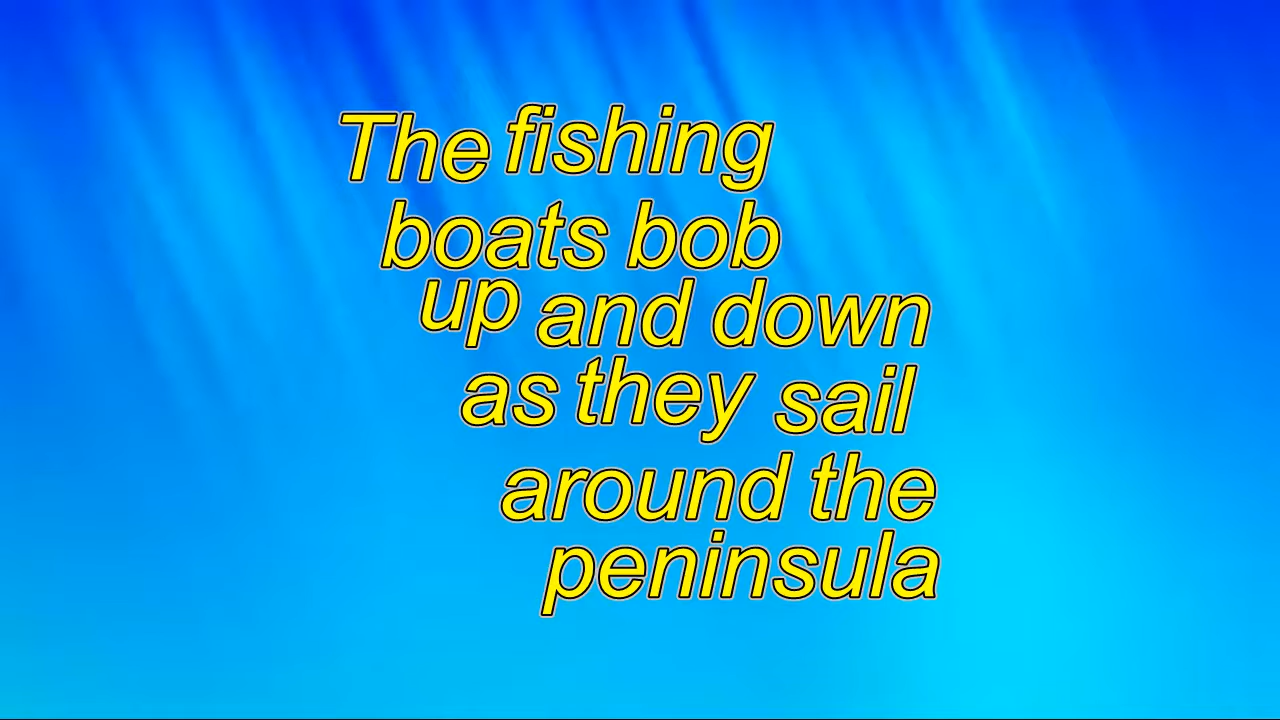 The fishing
boats bob
up and down
as they sail
around the
peninsula